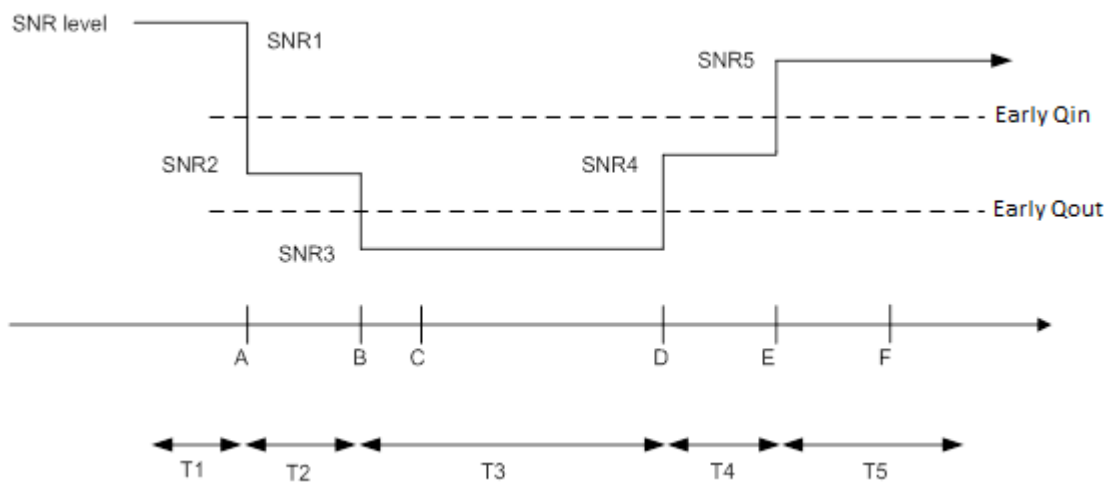 SNR level
SNR1
SNR5
Early Qin
SNR2
SNR4
Early Qout
SNR3
A B C D E F
T1 T2 T3 T4 T5